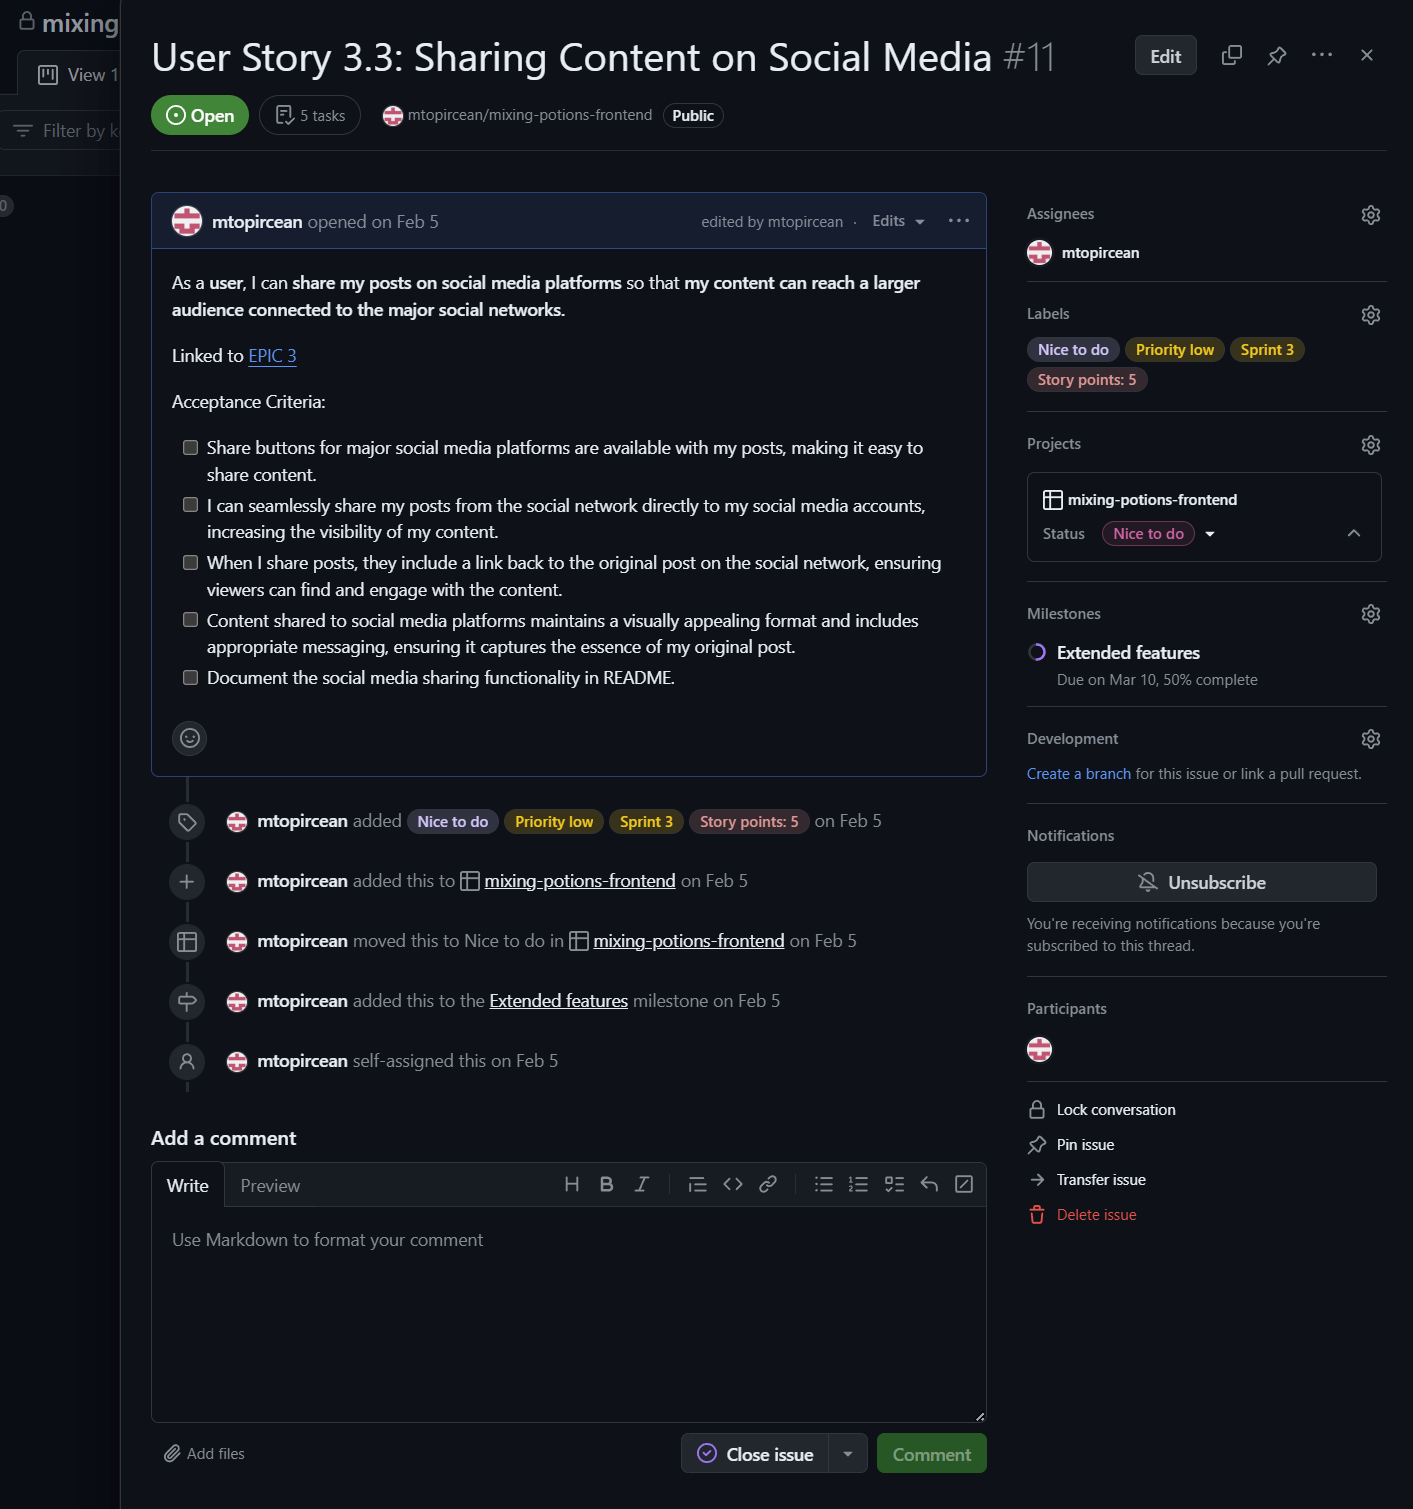 mixing
View 1
Filter by k
0
User Story 3.3: Sharing Content on Social Media #11
Edit
Open
5 tasks
mtopircean/mixing-potions-frontend
Public
mtopircean opened on Feb 5
edited by mtopircean · Edits
As a user, I can share my posts on social media platforms so that my content can reach a larger
audience connected to the major social networks.
Linked to EPIC 3
Acceptance Criteria:
Share buttons for major social media platforms are available with my posts, making it easy to
share content.
I can seamlessly share my posts from the social network directly to my social media accounts,
increasing the visibility of my content.
When I share posts, they include a link back to the original post on the social network, ensuring
viewers can find and engage with the content.
Content shared to social media platforms maintains a visually appealing format and includes
appropriate messaging, ensuring it captures the essence of my original post.
Document the social media sharing functionality in README.
mtopircean added Nice to do Priority low Sprint 3 Story points: 5 on Feb 5
mtopircean added this to mixing-potions-frontend on Feb 5
mtopircean moved this to Nice to do in mixing-potions-frontend on Feb 5
mtopircean added this to the Extended features milestone on Feb 5
mtopircean self-assigned this on Feb 5
Add a comment
Write
Preview
Use Markdown to format your comment
Add files
Close issue
Comment
Assignees
mtopircean
Labels
Nice to do Priority low Sprint 3
Story points: 5
Projects
mixing-potions-frontend
Status Nice to do
Milestones
Extended features
Due on Mar 10, 50% complete
Development
Create a branch for this issue or link a pull request.
Notifications
Unsubscribe
You're receiving notifications because you're
subscribed to this thread.
Participants
Lock conversation
Pin issue
Transfer issue
Delete issue